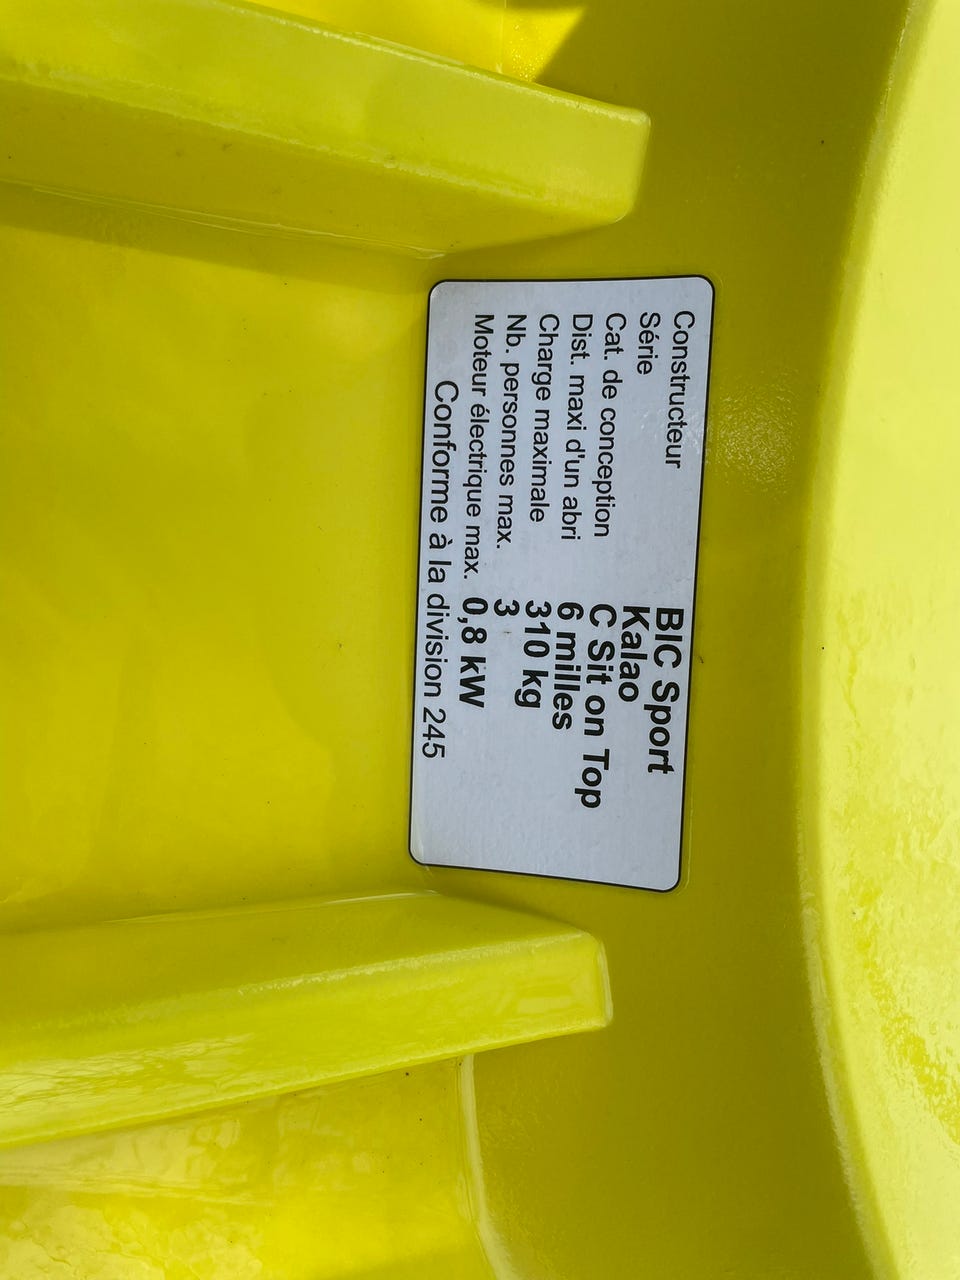 Constructeur BIC Sport
Série Kalao
Cat. de conception C Sit on Top
Dist. maxi d'un abri 6 milles
Charge maximale 310 kg
Nb. personnes max. 3
Moteur électrique max. 0,8 kW
Conforme à la division 245